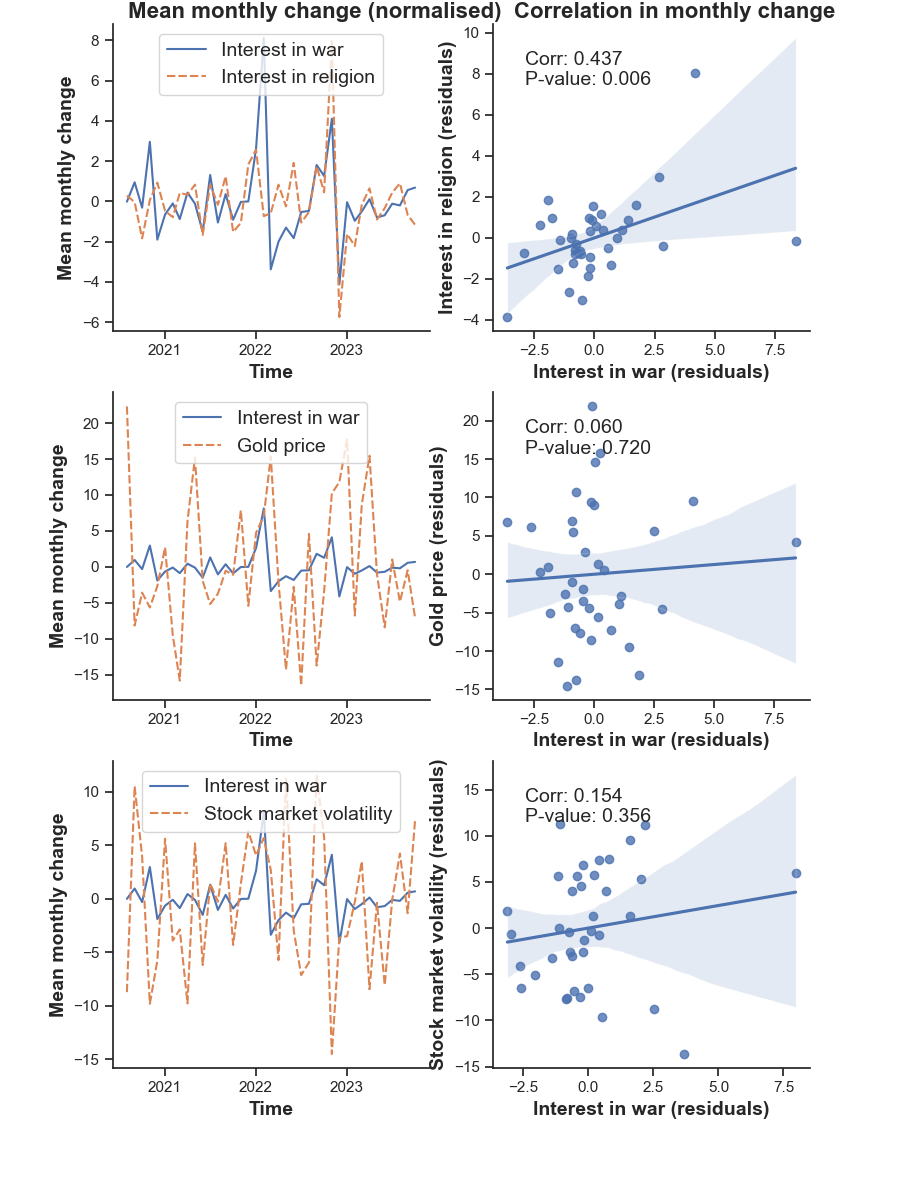 Mean monthly change (normalised)
Correlation in monthly change
Mean monthly change
8
6
4
2
0
−2
−4
−6
Interest in war
Interest in religion
2021
2022
2023
Time
Interest in religion (residuals)
10
8
6
4
2
0
−2
−4
Corr: 0.437
P-value: 0.006
−2.5
0.0
2.5
5.0
7.5
Interest in war (residuals)
Mean monthly change
20
15
10
5
0
−5
−10
−15
Interest in war
Gold price
2021
2022
2023
Time
Gold price (residuals)
20
15
10
5
0
−5
−10
−15
Corr: 0.060
P-value: 0.720
−2.5
0.0
2.5
5.0
7.5
Interest in war (residuals)
Mean monthly change
10
5
0
−5
−10
−15
Interest in war
Stock market volatility
2021
2022
2023
Time
Stock market volatility (residuals)
15
10
5
0
−5
−10
−15
Corr: 0.154
P-value: 0.356
−2.5
0.0
2.5
5.0
7.5
Interest in war (residuals)